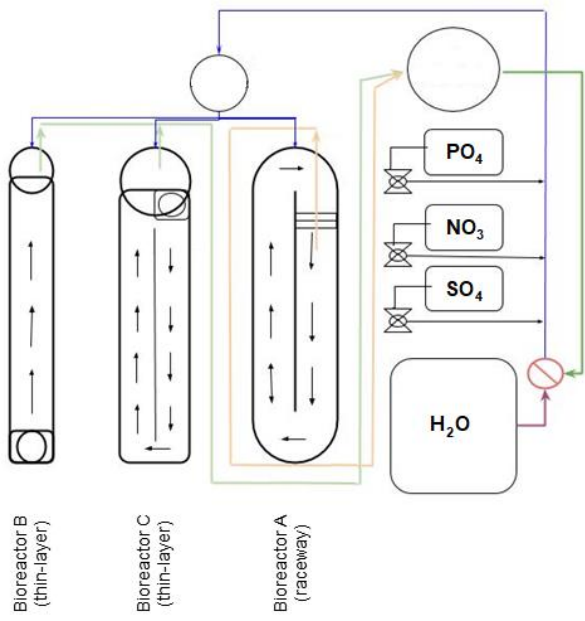 PO₄
NO₃
SO₄
H₂O
Bioreactor B
(thin-layer)
Bioreactor C
(thin-layer)
Bioreactor A
(raceway)